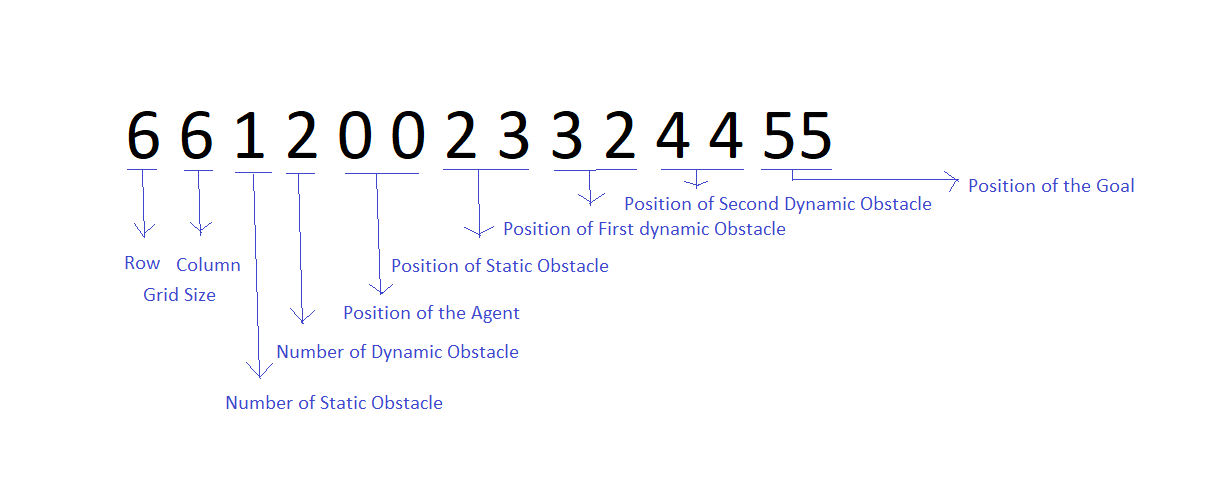 6 6 1 2 0 0 2 3 3 2 4 4 55
Position of the Goal
Position of Second Dynamic Obstacle
Position of First dynamic Obstacle
Row Column
Position of Static Obstacle
Grid Size
Position of the Agent
Number of Dynamic Obstacle
Number of Static Obstacle